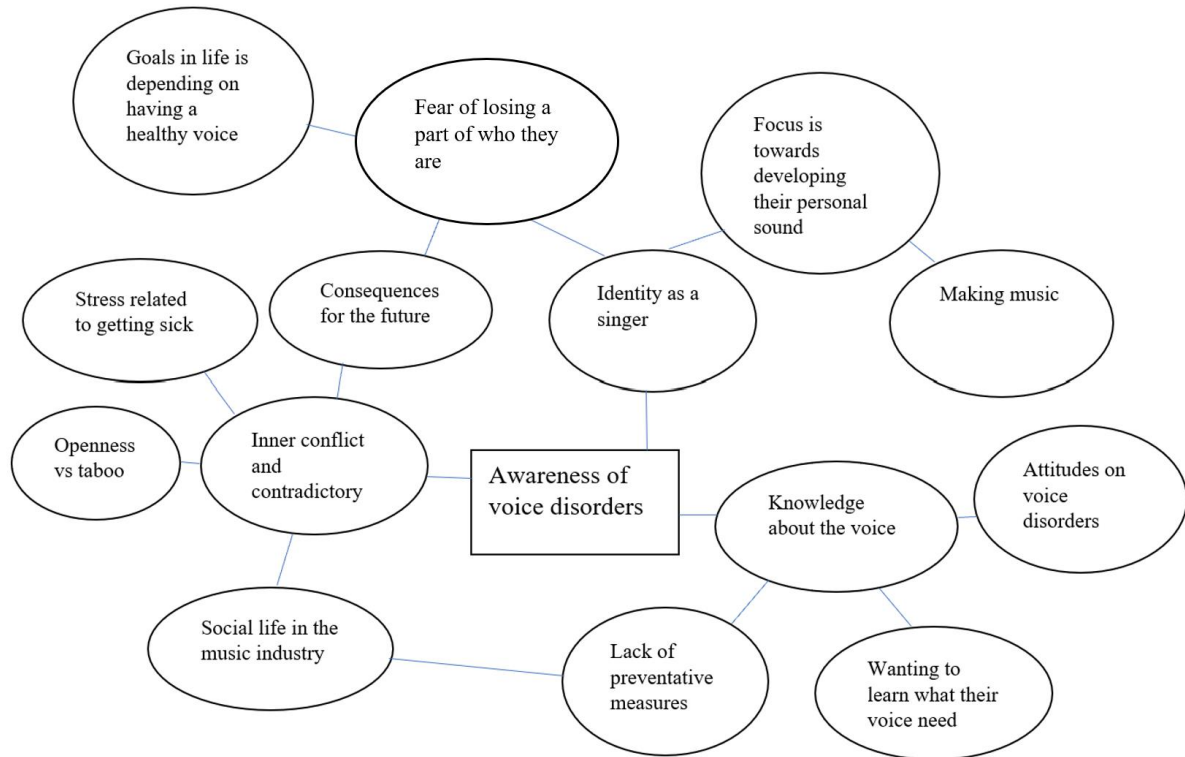 Goals in life is
depending on
having a
healthy voice
Fear of losing a
part of who they
are
Focus is
towards
developing
their personal
sound
Stress related
to getting sick
Consequences
for the future
Identity as a
singer
Making music
Openness
vs taboo
Inner conflict
and
contradictory
Awareness of
voice disorders
Knowledge
about the voice
Attitudes on
voice
disorders
Social life in the
music industry
Lack of
preventative
measures
Wanting to
learn what their
voice need